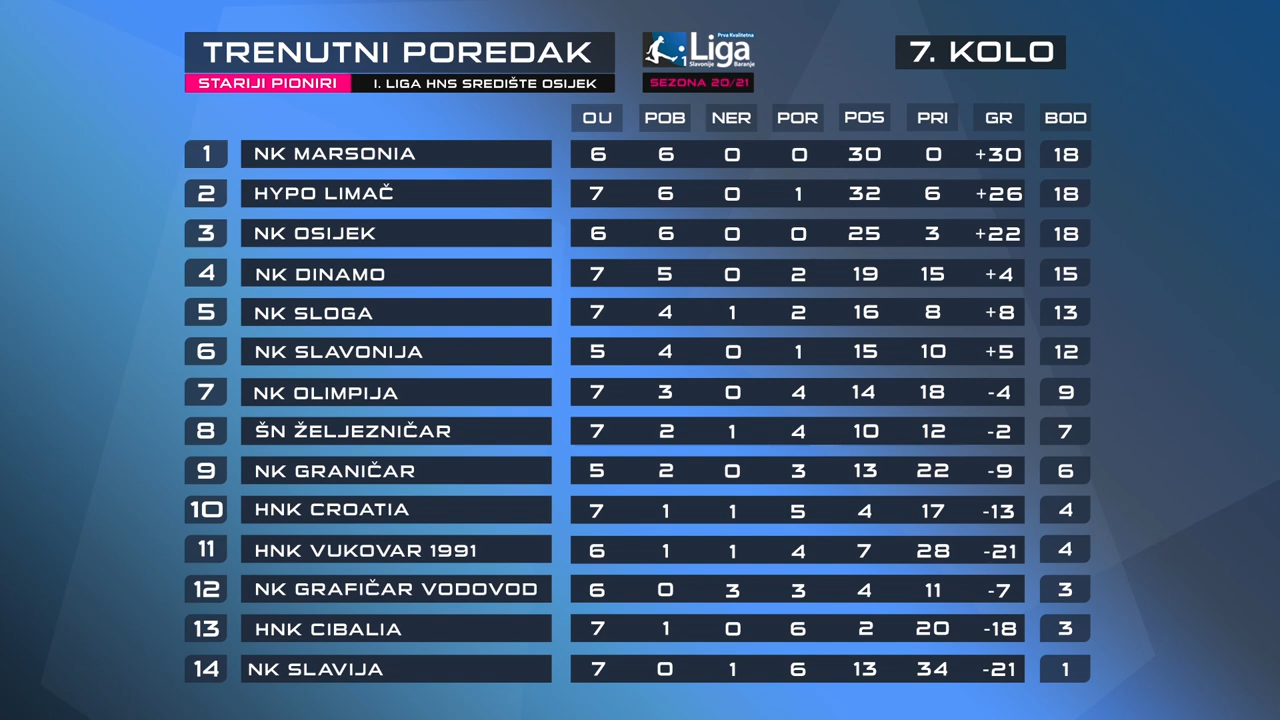 TRENUTNI POREDAK
STARIJI PIONIRI I. LIGA HNS SREDIŠTE OSIJEK
Prva Kvalitetna
1 Liga
Slavonije Baranje
SEZONA 20/21
7. KOLO
OU POB NER POR POS PRI GR BOD
1 NK MARSONIA 6 6 0 0 30 0 +30 18
2 HYPO LIMAČ 7 6 0 1 32 6 +26 18
3 NK OSIJEK 6 6 0 0 25 3 +22 18
4 NK DINAMO 7 5 0 2 19 15 +4 15
5 NK SLOGA 7 4 1 2 16 8 +8 13
6 NK SLAVONIJA 5 4 0 1 15 10 +5 12
7 NK OLIMPIJA 7 3 0 4 14 18 -4 9
8 ŠN ŽELJEZNIČAR 7 2 1 4 10 12 -2 7
9 NK GRANIČAR 5 2 0 3 13 22 -9 6
10 HNK CROATIA 7 1 1 5 4 17 -13 4
11 HNK VUKOVAR 1991 6 1 1 4 7 28 -21 4
12 NK GRAFIČAR VODOVOD 6 0 3 3 4 11 -7 3
13 HNK CIBALIA 7 1 0 6 2 20 -18 3
14 NK SLAVIJA 7 0 1 6 13 34 -21 1